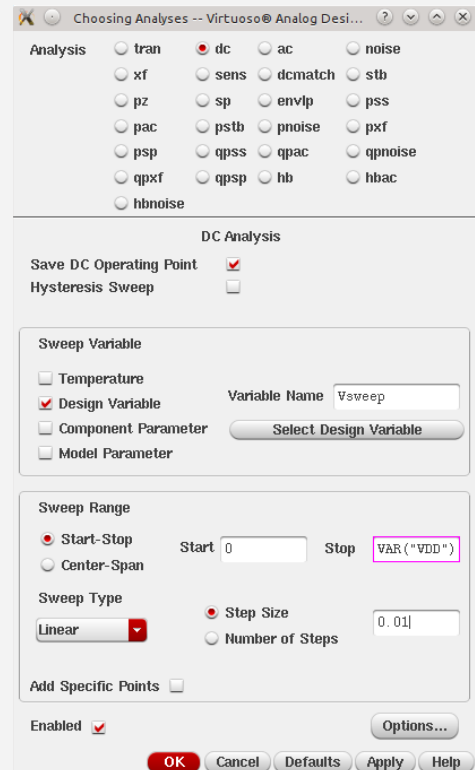 Choosing Analyses -- Virtuoso® Analog Desi...
Analysis tran dc ac noise
xf sens dcmatch stb
pz sp envlp pss
pac pstb pnoise pxf
psp qpss qpac qpnoise
qpxf qpsp hb hbac
hbnoise
DC Analysis
Save DC Operating Point
Hysteresis Sweep
Sweep Variable
Temperature
Design Variable Variable Name Vsweep
Component Parameter Select Design Variable
Model Parameter
Sweep Range
Start-Stop Start 0 Stop VAR("VDD")
Center-Span
Sweep Type
Linear Step Size 0.01
Number of Steps
Add Specific Points
Enabled Options...
OK Cancel Defaults Apply Help